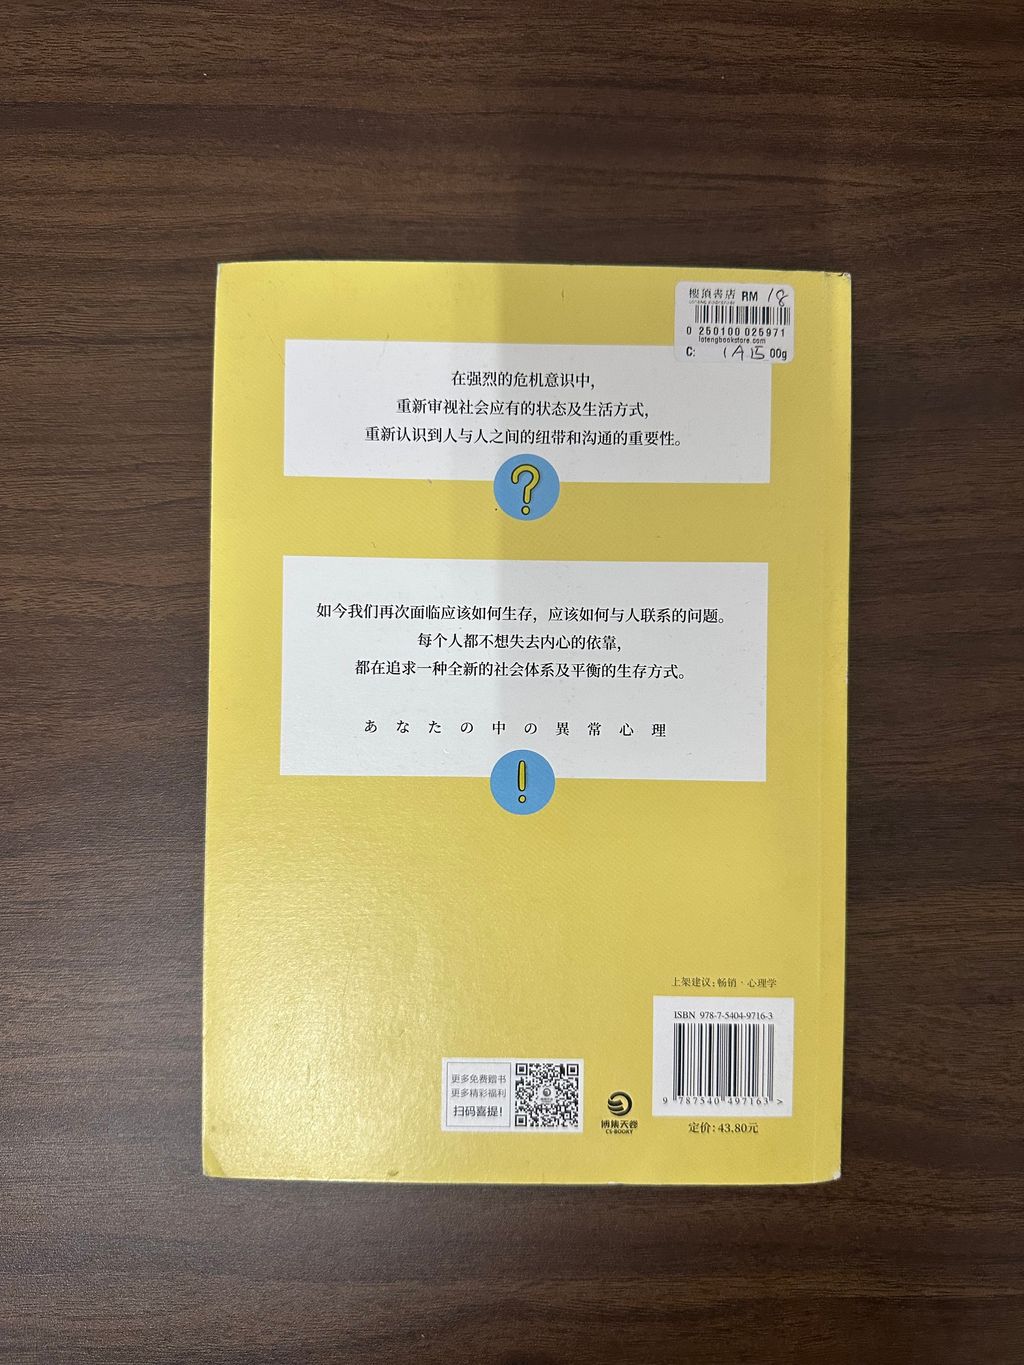 樓頂書店 RM 18
0 250100 025971
lotengbookstore.com
C: 1A15 00g
在强烈的危机意识中，
重新审视社会应有的状态及生活方式，
重新认识到人与人之间的纽带和沟通的重要性。
?
如今我们再次面临应该如何生存，应该如何与人联系的问题。
每个人都不想失去内心的依靠，
都在追求一种全新的社会体系及平衡的生存方式。
あなたの中の異常心理
!
上架建议：畅销·心理学
ISBN 978-7-5404-9716-3
9 787540 497163 >
定价：43.80元
更多免费赠书
更多精彩福利
扫码喜提！
博集天卷
CS-BOOKY